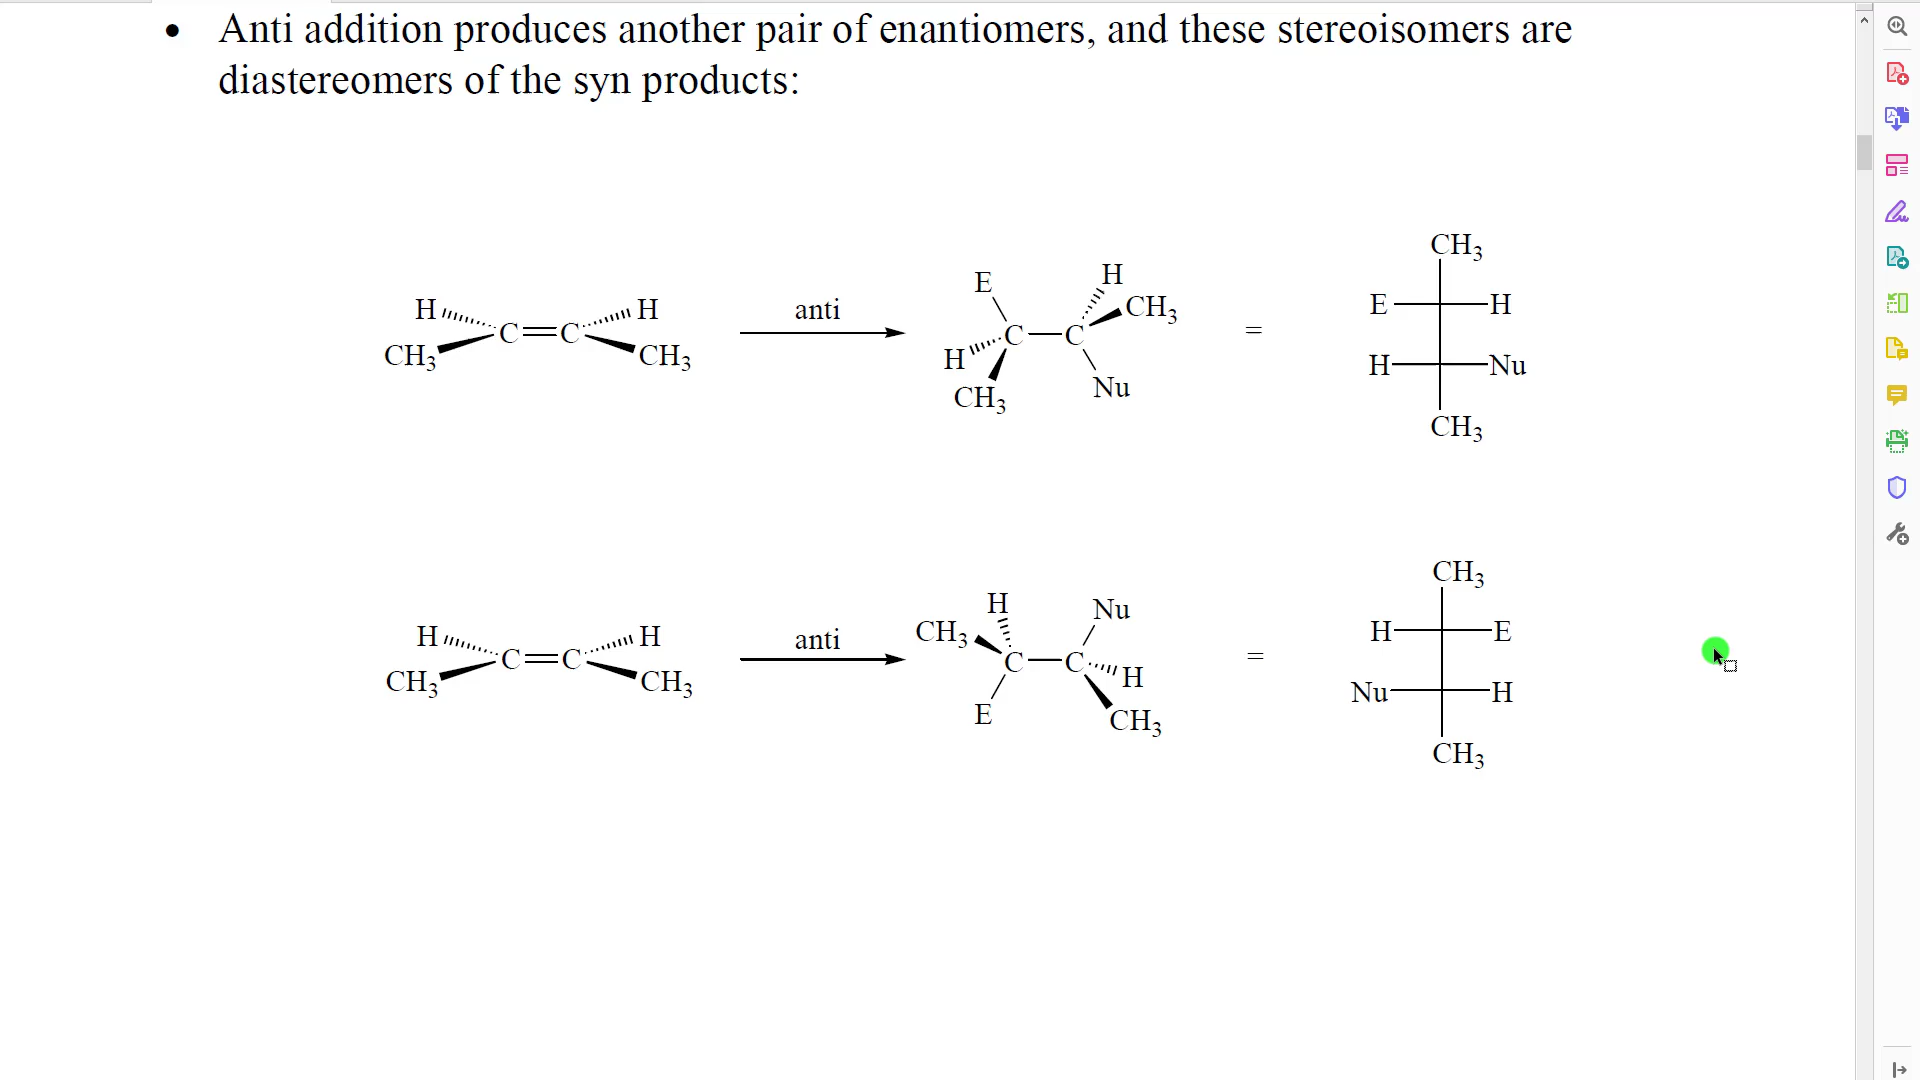 • Anti addition produces another pair of enantiomers, and these stereoisomers are
diastereomers of the syn products:
H H
C=C
CH₃ CH₃
anti
E H
CH₃
C—C
H
CH₃ Nu
=
CH₃
E H
H Nu
CH₃
H H
C=C
CH₃ CH₃
anti
H Nu
CH₃
C—C
H
E CH₃
=
CH₃
H E
Nu H
CH₃